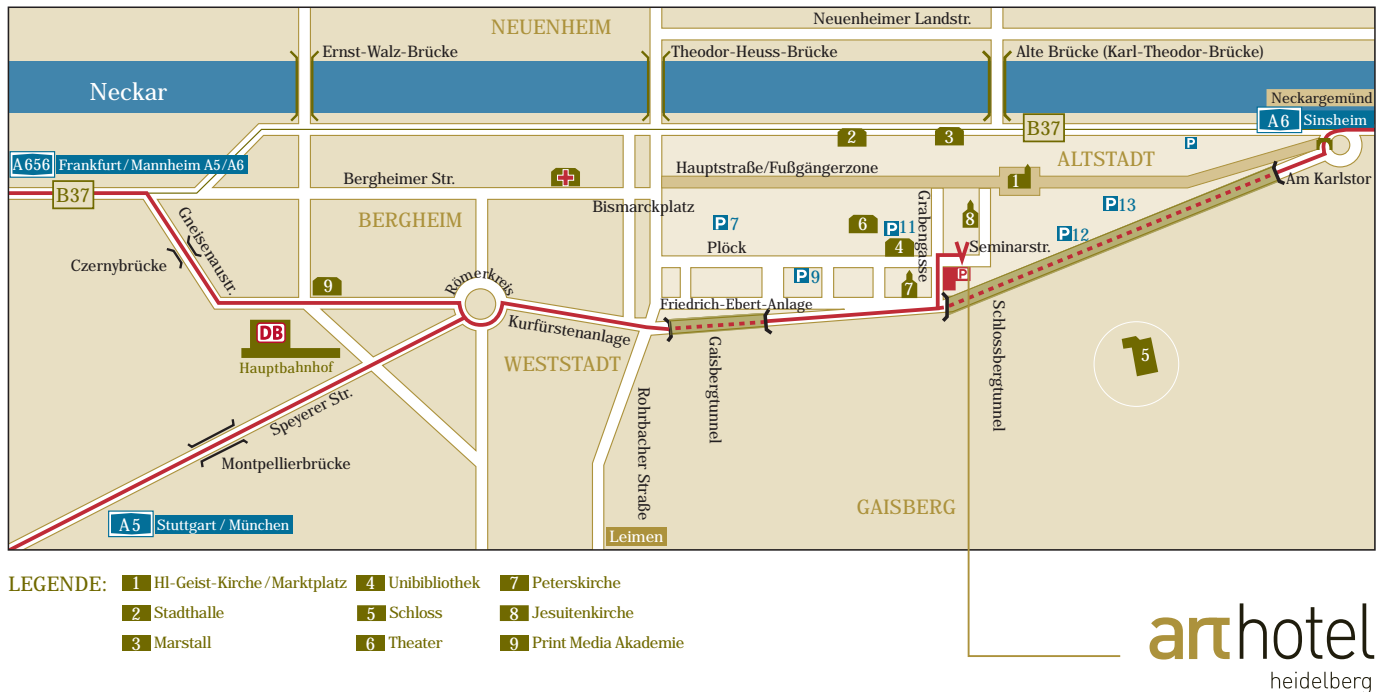 Neuenheimer Landstr.
NEUENHEIM
Ernst-Walz-Brücke
Theodor-Heuss-Brücke
Alte Brücke (Karl-Theodor-Brücke)
Neckar
Neckargemünd
A6 Sinsheim
B37
2
3
P
ALTSTADT
A656 Frankfurt / Mannheim A5/A6
Hauptstraße/Fußgängerzone
Bergheimer Str.
1
Am Karlstor
B37
Bismarckplatz
Grabengasse
P13
Gneisenaustr.
BERGHEIM
P7
6
P11
8
P12
Plöck
4
Seminarstr.
Czernybrücke
9
Römerkreis
P9
7
P
Friedrich-Ebert-Anlage
DB
Hauptbahnhof
Kurfürstenanlage
WESTSTADT
Gaisbergtunnel
Schlossbergtunnel
5
Speyerer Str.
Rohrbacher Straße
Montpellierbrücke
GAISBERG
A5 Stuttgart / München
Leimen
LEGENDE:
1 Hl-Geist-Kirche / Marktplatz
2 Stadthalle
3 Marstall
4 Unibibliothek
5 Schloss
6 Theater
7 Peterskirche
8 Jesuitenkirche
9 Print Media Akademie
arthotel
heidelberg